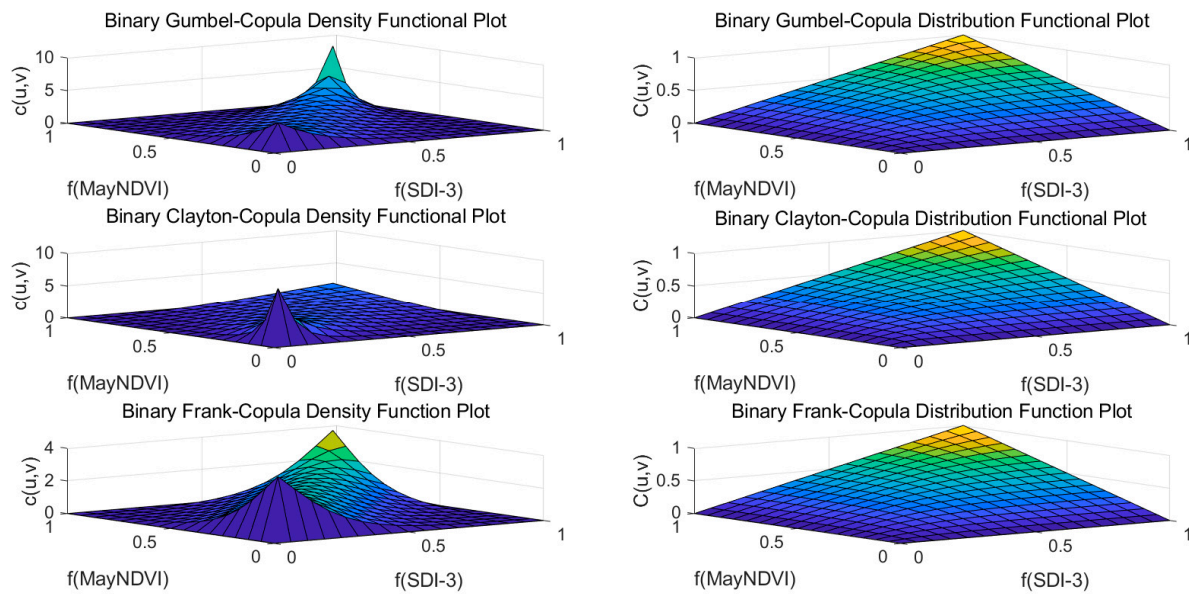 Binary Gumbel-Copula Density Functional Plot
c(u,v)
10
5
0
1
0.5
0
0
0.5
1
f(MayNDVI)
f(SDI-3)
Binary Gumbel-Copula Distribution Functional Plot
C(u,v)
1
0.5
0
1
0.5
0
0
0.5
1
f(MayNDVI)
f(SDI-3)
Binary Clayton-Copula Density Functional Plot
c(u,v)
10
5
0
1
0.5
0
0
0.5
1
f(MayNDVI)
f(SDI-3)
Binary Clayton-Copula Distribution Functional Plot
C(u,v)
1
0.5
0
1
0.5
0
0
0.5
1
f(MayNDVI)
f(SDI-3)
Binary Frank-Copula Density Function Plot
c(u,v)
4
2
0
1
0.5
0
0
0.5
1
f(MayNDVI)
f(SDI-3)
Binary Frank-Copula Distribution Function Plot
C(u,v)
1
0.5
0
1
0.5
0
0
0.5
1
f(MayNDVI)
f(SDI-3)